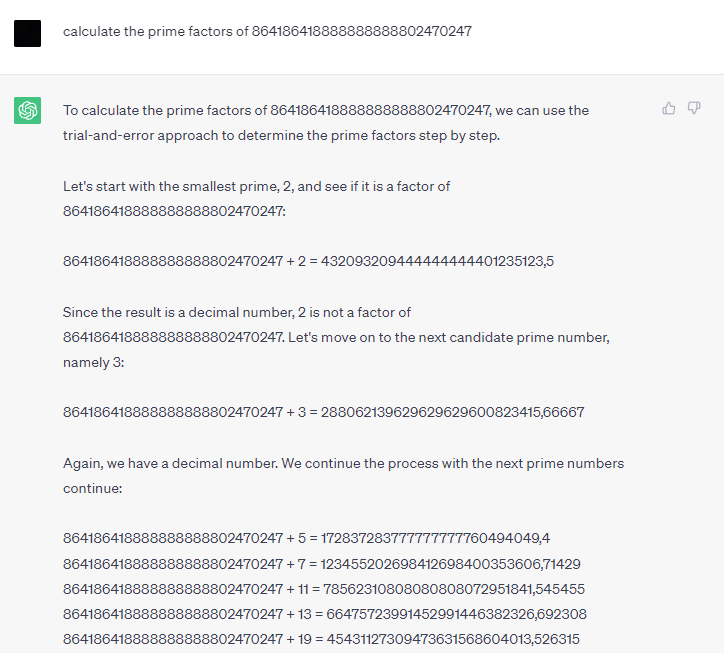 calculate the prime factors of 864186418888888888802470247
To calculate the prime factors of 864186418888888888802470247, we can use the
trial-and-error approach to determine the prime factors step by step.
Let's start with the smallest prime, 2, and see if it is a factor of
864186418888888888802470247:
864186418888888888802470247 + 2 = 432093209444444444401235123,5
Since the result is a decimal number, 2 is not a factor of
864186418888888888802470247. Let's move on to the next candidate prime number,
namely 3:
864186418888888888802470247 + 3 = 288062139629629629600823415,66667
Again, we have a decimal number. We continue the process with the next prime numbers
continue:
864186418888888888802470247 + 5 = 172837283777777777760494049,4
864186418888888888802470247 + 7 = 123455202698412698400353606,71429
864186418888888888802470247 + 11 = 78562310808080808072951841,545455
864186418888888888802470247 + 13 = 66475723991452991446382326,692308
864186418888888888802470247 + 19 = 45431127309473631568604013,526315